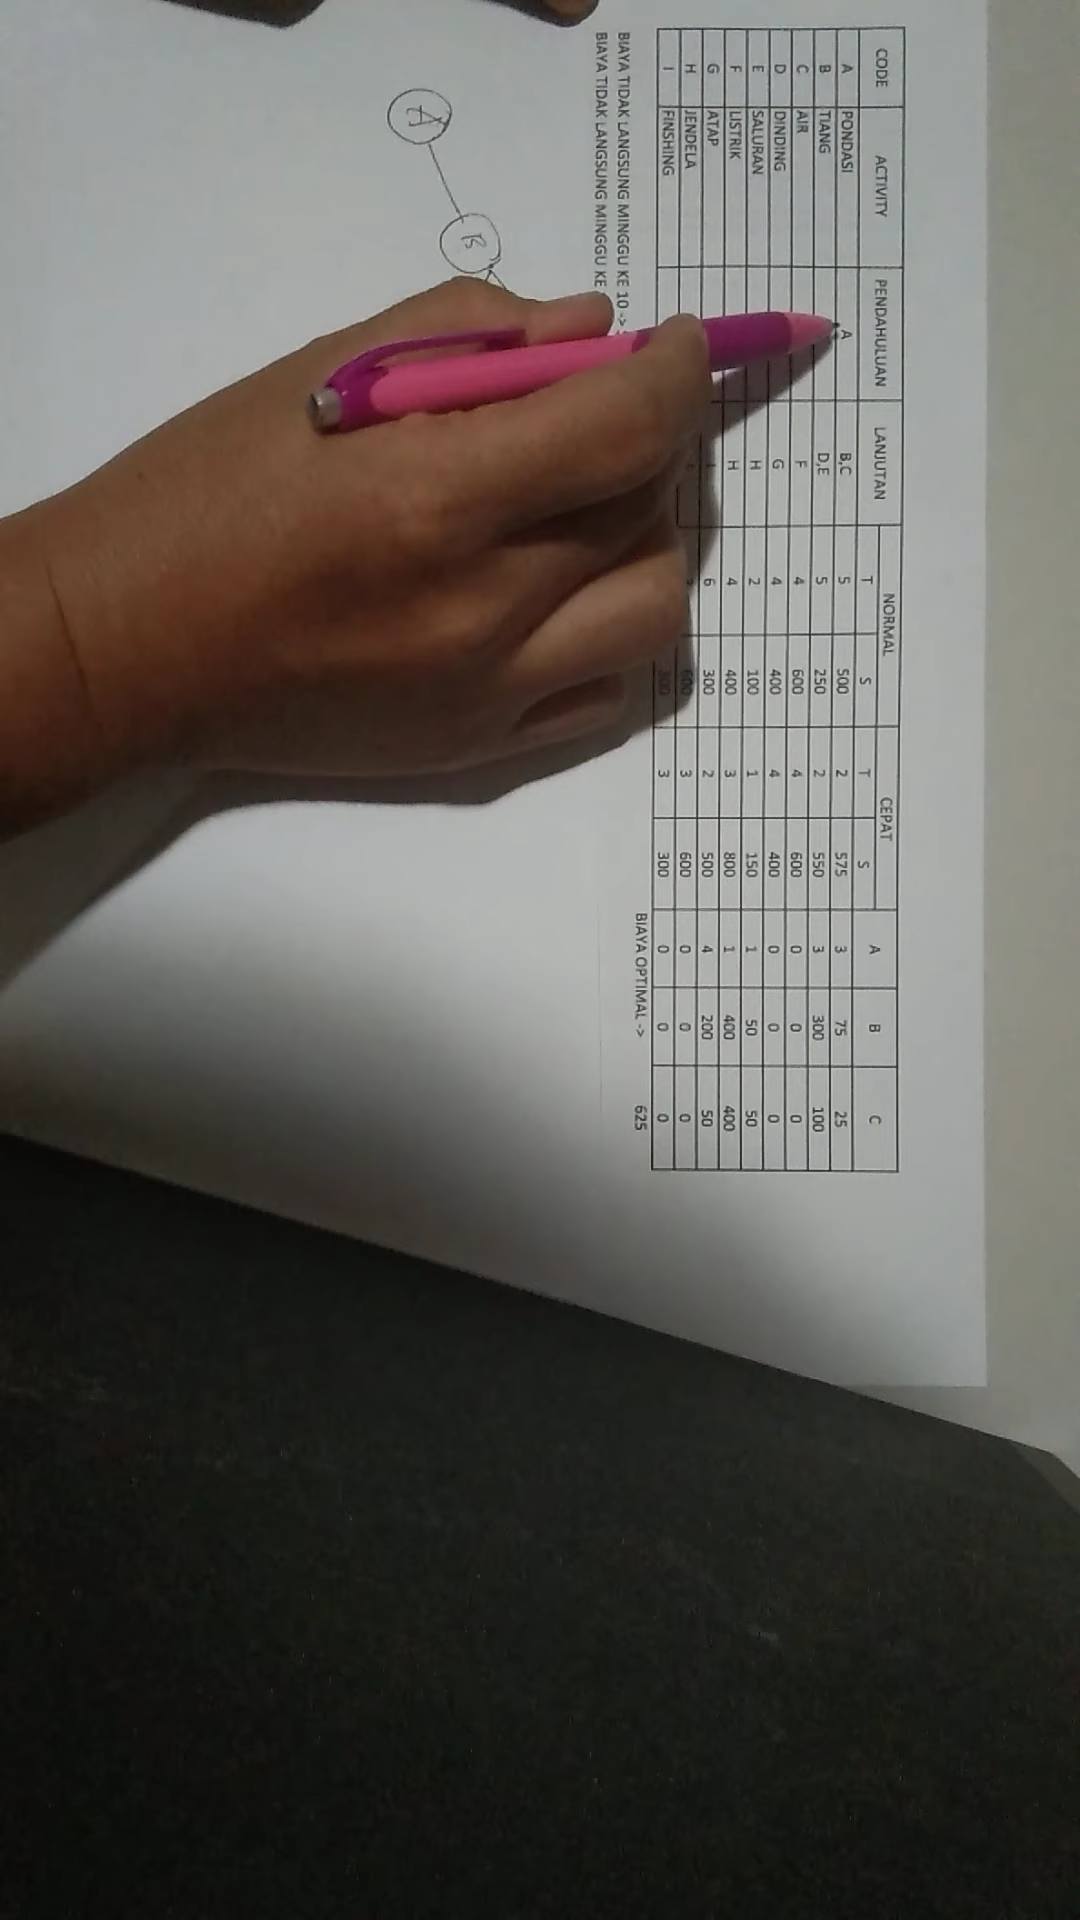 CODE ACTIVITY PENDAHULUAN LANJUTAN NORMAL CEPAT A B C
T S T S
A PONDASI B,C 5 500 2 575 3 75 25
B TIANG A D,E 5 250 2 550 3 300 100
C AIR F 4 600 4 600 0 0 0
D DINDING G 4 400 4 400 0 0 0
E SALURAN H 2 100 1 150 1 50 50
F LISTRIK H 4 400 3 800 1 400 400
G ATAP 6 300 2 500 4 200 50
H JENDELA 600 3 600 0 0 0
I FINSHING 300 3 300 0 0 0
BIAYA OPTIMAL -> 625
BIAYA TIDAK LANGSUNG MINGGU KE 10 ->
BIAYA TIDAK LANGSUNG MINGGU KE
A
B